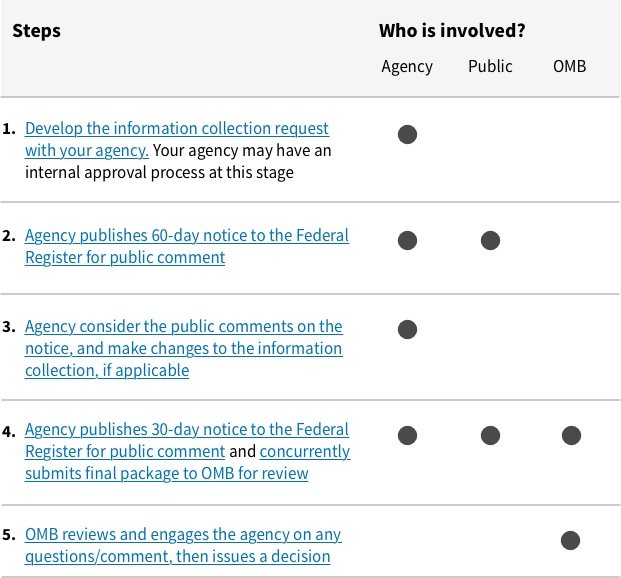 Steps
Who is involved?
Agency Public OMB
1. Develop the information collection request
with your agency. Your agency may have an
internal approval process at this stage
2. Agency publishes 60-day notice to the Federal
Register for public comment
3. Agency consider the public comments on the
notice, and make changes to the information
collection, if applicable
4. Agency publishes 30-day notice to the Federal
Register for public comment and concurrently
submits final package to OMB for review
5. OMB reviews and engages the agency on any
questions/comment, then issues a decision